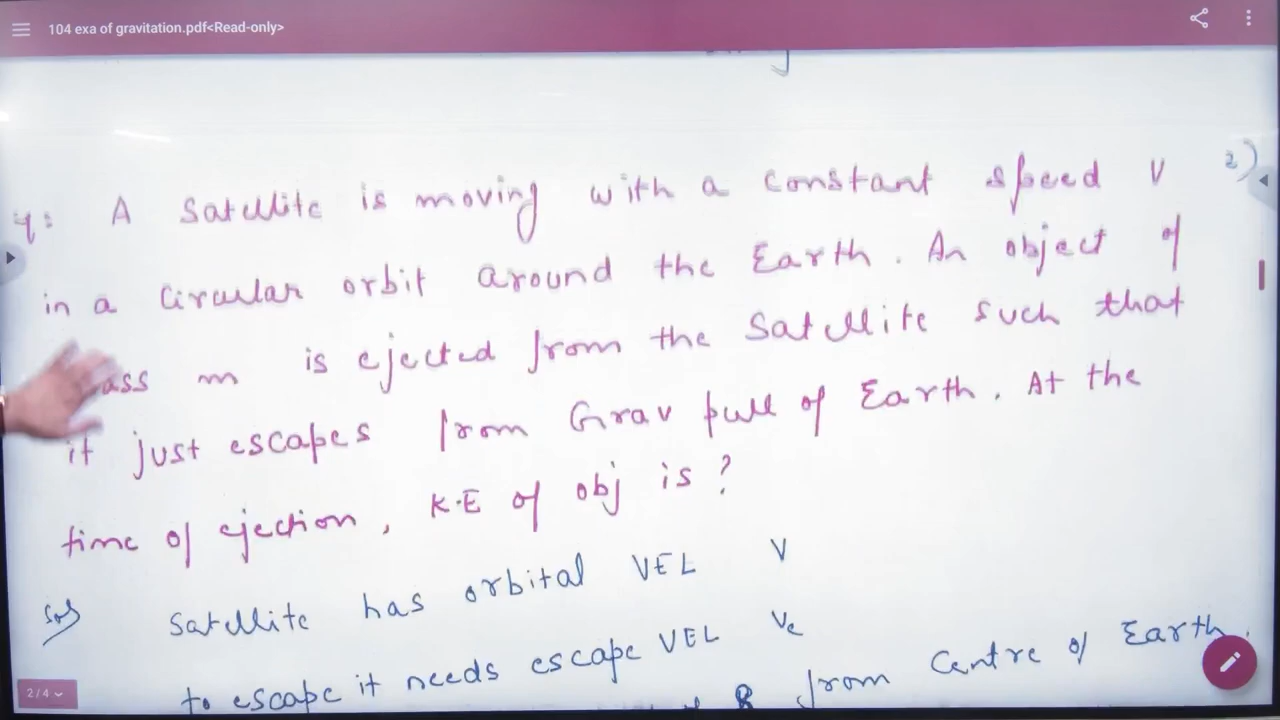 104 exa of gravitation.pdf<Read-only>
q: A Satellite is moving with a constant speed V
2)
in a circular orbit around the Earth. An object of
m is ejected from the Satellite such that
it just escapes from Grav pull of Earth. At the
time of ejection, K.E of obj is?
Sol Satellite has orbital VEL V
to escape it needs escape VEL Ve
R from Centre of Earth.
2/4